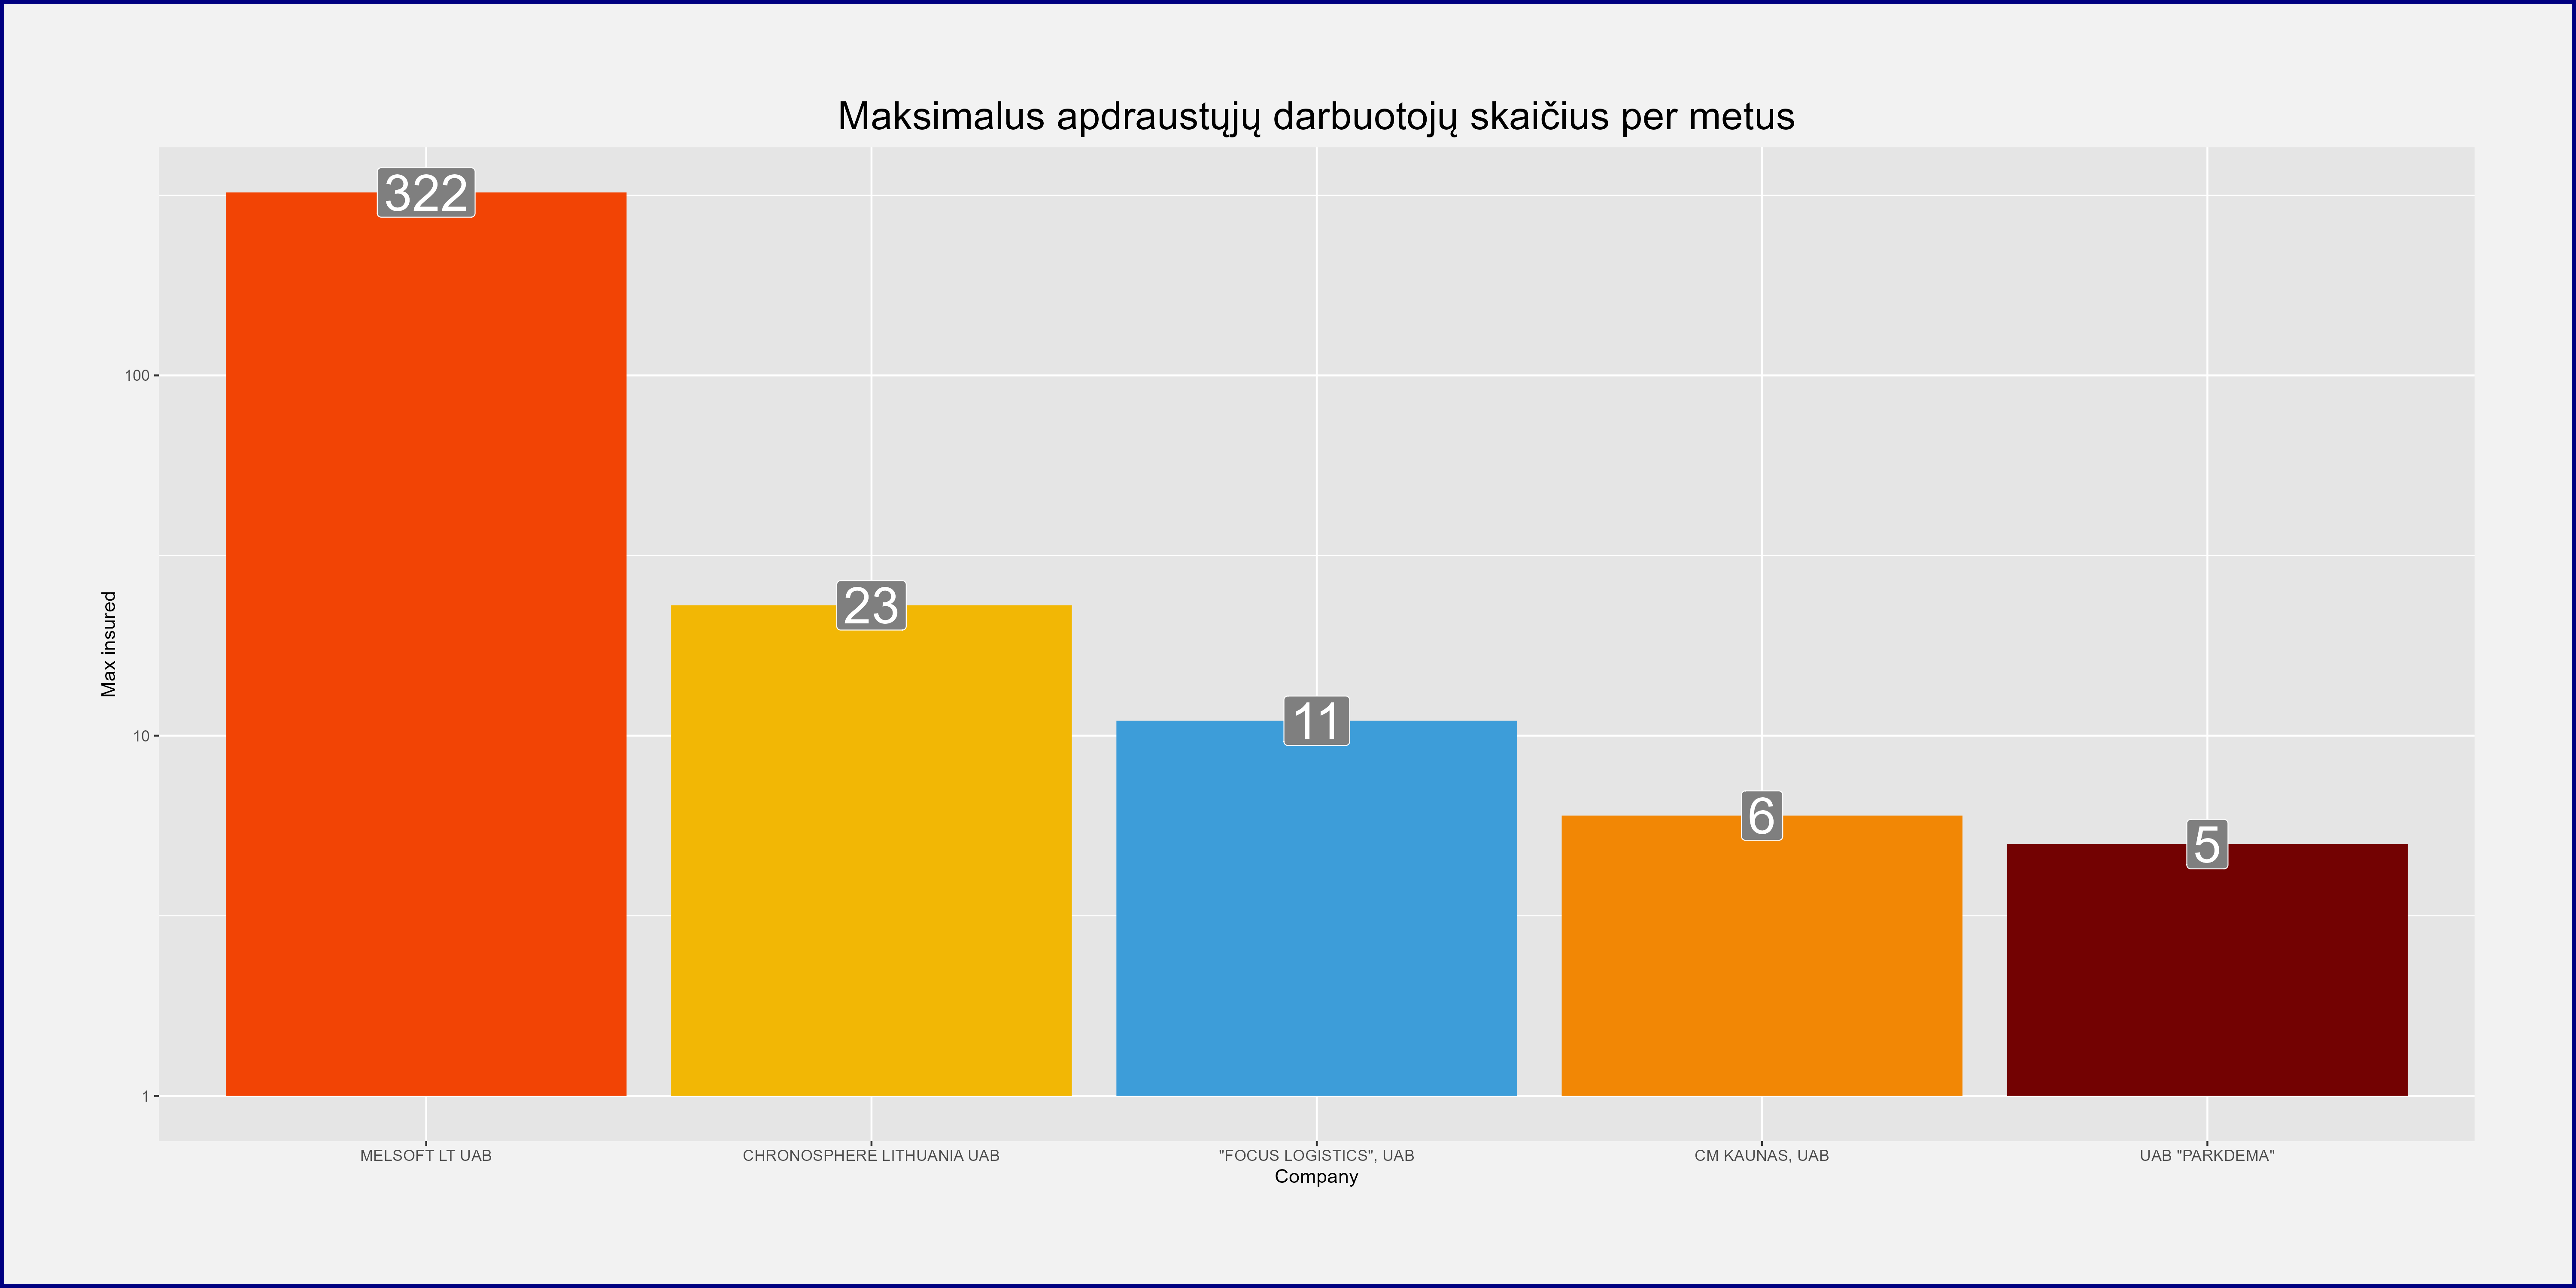 Maksimalus apdraustųjų darbuotojų skaičius per metus
322
23
11
6
5
100
10
1
Max insured
MELSOFT LT UAB
CHRONOSPHERE LITHUANIA UAB
"FOCUS LOGISTICS", UAB
CM KAUNAS, UAB
UAB "PARKDEMA"
Company